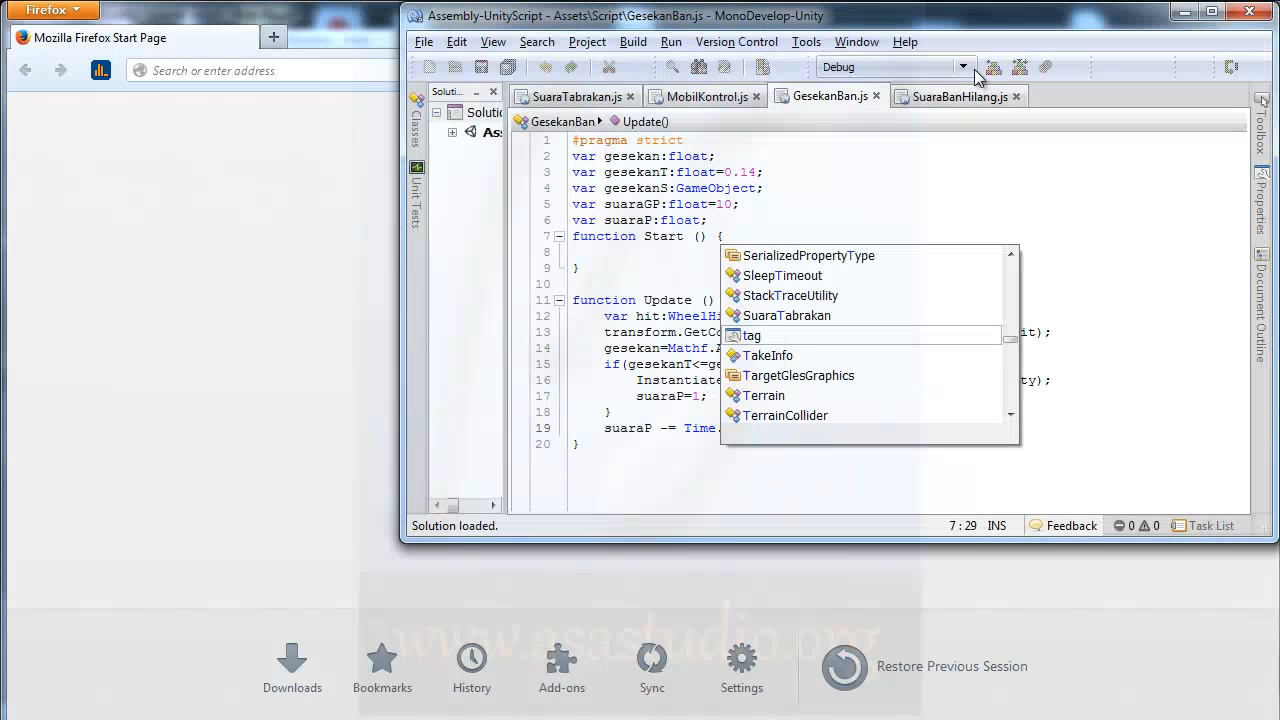 Firefox
Mozilla Firefox Start Page
Search or enter address
Assembly-UnityScript - Assets\Script\GesekanBan.js - MonoDevelop-Unity
File Edit View Search Project Build Run Version Control Tools Window Help
Debug
Classes
Unit Tests
Solutio..
Solutio
Ass
SuaraTabrakan.js
MobilKontrol.js
GesekanBan.js
SuaraBanHilang.js
GesekanBan
Update()
1 #pragma strict
2 var gesekan:float;
3 var gesekanT:float=0.14;
4 var gesekanS:GameObject;
5 var suaraGP:float=10;
6 var suaraP:float;
7 function Start () {
8
9 }
10
11 function Update ()
12 var hit:WheelHi
13 transform.GetCo it);
14 gesekan=Mathf.A
15 if(gesekanT<=ge
16 Instantiate ty);
17 suaraP=1;
18 }
19 suaraP -= Time.
20 }
SerializedPropertyType
SleepTimeout
StackTraceUtility
SuaraTabrakan
tag
TakeInfo
TargetGlesGraphics
Terrain
TerrainCollider
Toolbox
Properties
Document Outline
Solution loaded.
7 : 29 INS
Feedback
0 0
Task List
www.asastudio.org
Downloads
Bookmarks
History
Add-ons
Sync
Settings
Restore Previous Session